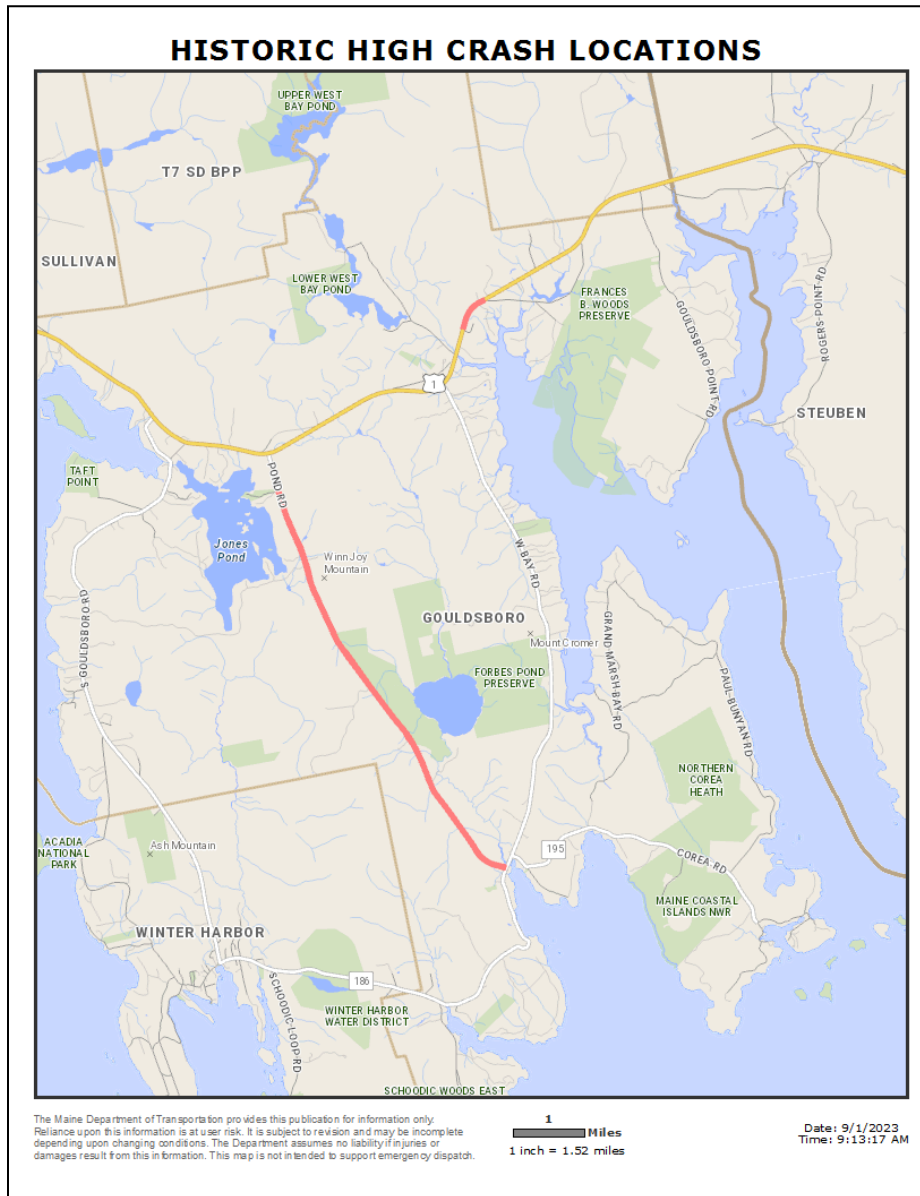 HISTORIC HIGH CRASH LOCATIONS
UPPER WEST
BAY POND
T7 SD BPP
SULLIVAN
LOWER WEST
BAY POND
FRANCES
B. WOODS
PRESERVE
GOULDSBORO-POINT-RD
ROGERS-POINT-RD
1
STEUBEN
TAFT
POINT
POND RD
Jones
Pond
Winn Joy
Mountain
W BAY RD
GOULDSBORO
Mount Cromer
GRAND MARSH-BAY-RD
S GOULDSBORO RD
FORBES POND
PRESERVE
PAUL-BUNYAN-RD
NORTHERN
COREA
HEATH
ACADIA
NATIONAL
PARK
Ash Mountain
195
COREA-RD
MAINE COASTAL
ISLANDS NWR
WINTER HARBOR
SCHOODIC-LOOP-RD
186
WINTER HARBOR
WATER DISTRICT
SCHOODIC WOODS EAST
The Maine Department of Transportation provides this publication for information only.
Reliance upon this information is at user risk. It is subject to revision and may be incomplete
depending upon changing conditions. The Department assumes no liability if injuries or
damages result from this information. This map is not intended to support emergency dispatch.
1
Miles
1 inch = 1.52 miles
Date: 9/1/2023
Time: 9:13:17 AM